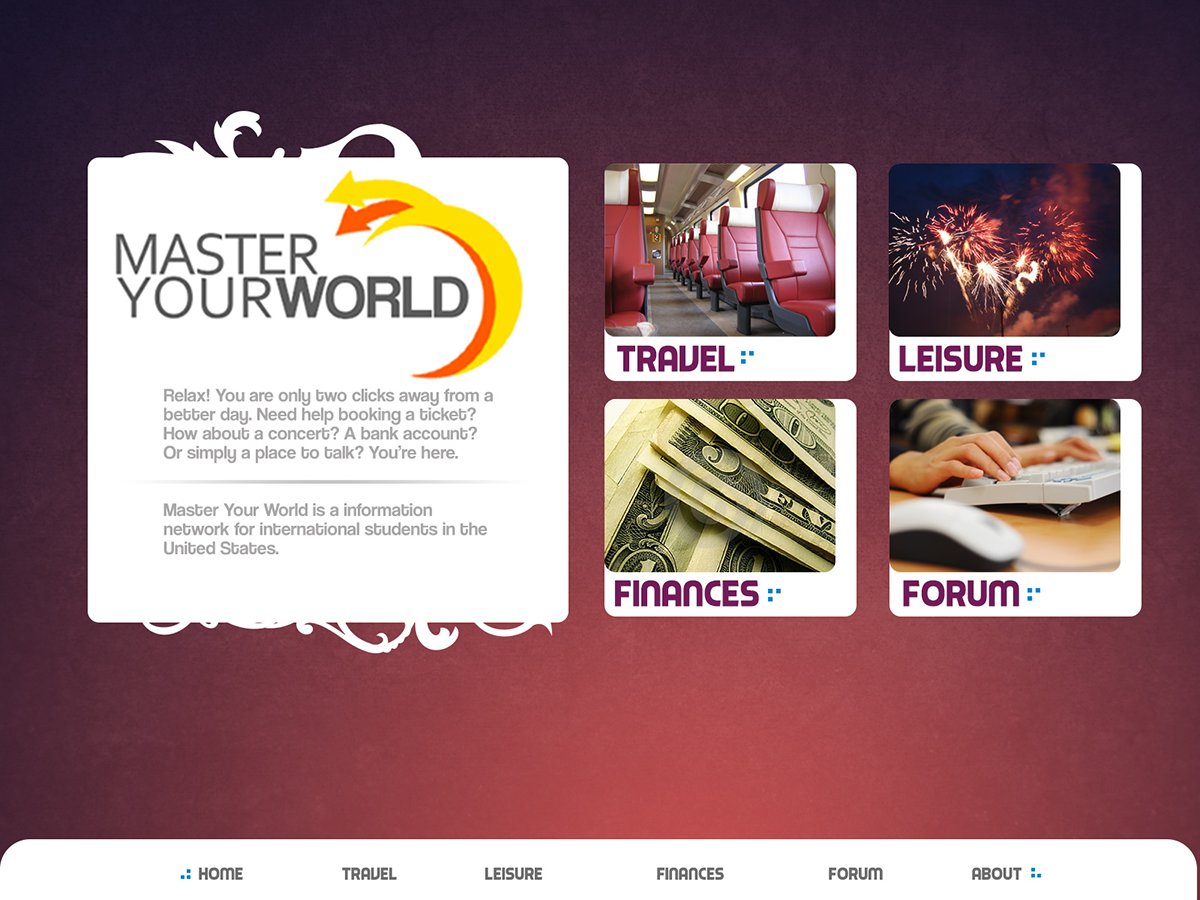 MASTER
YOURWORLD
Relax! You are only two clicks away from a
better day. Need help booking a ticket?
How about a concert? A bank account?
Or simply a place to talk? You're here.
Master Your World is a information
network for international students in the
United States.
TRAVEL
LEISURE
FINANCES
FORUM
HOME TRAVEL LEISURE FINANCES FORUM ABOUT